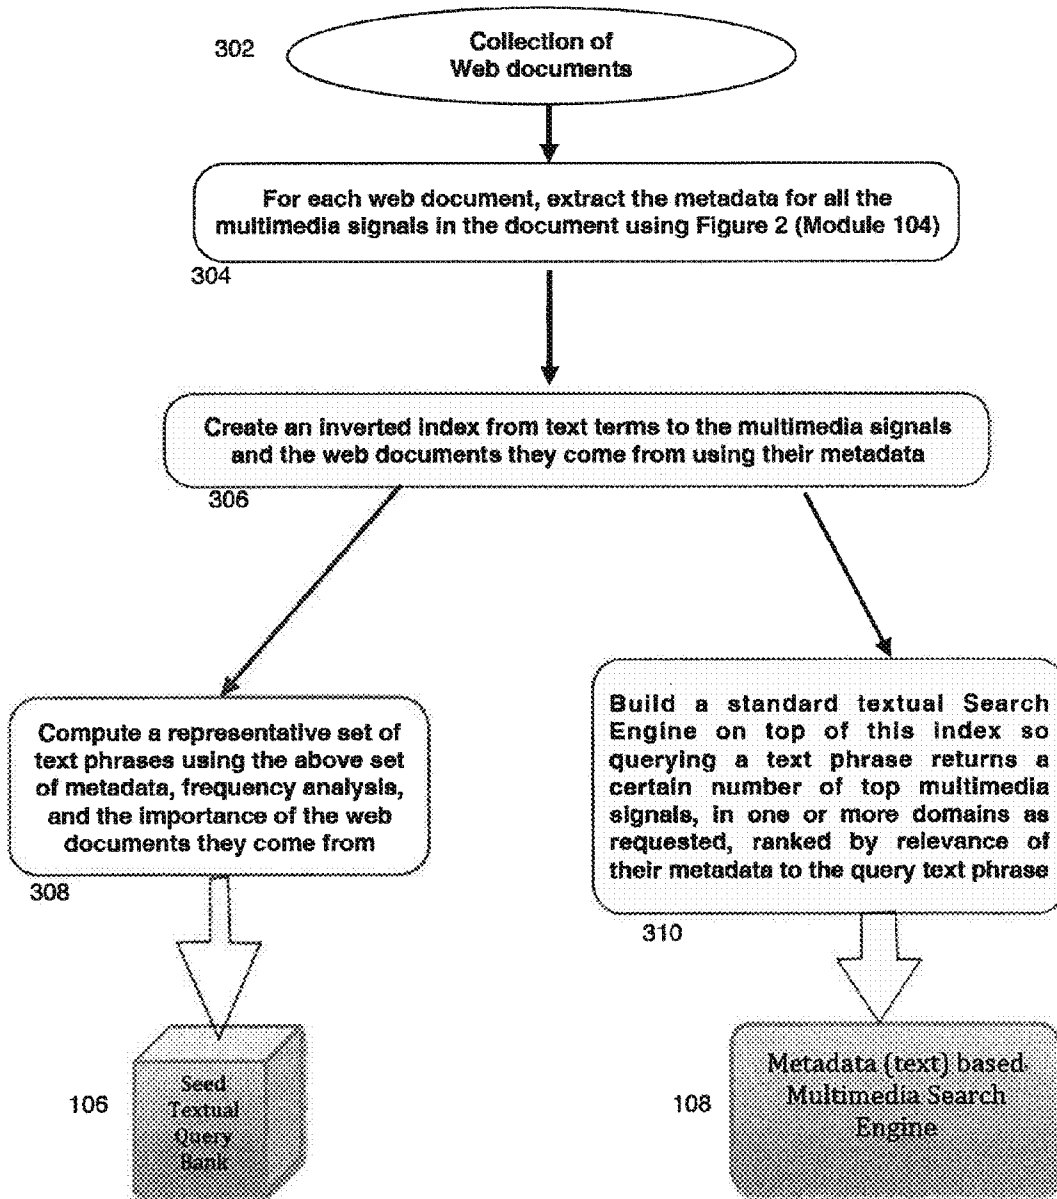 302
Collection of
Web documents
For each web document, extract the metadata for all the
multimedia signals in the document using Figure 2 (Module 104)
304
Create an inverted index from text terms to the multimedia signals
and the web documents they come from using their metadata
306
Compute a representative set of
text phrases using the above set
of metadata, frequency analysis,
and the importance of the web
documents they come from
308
Build a standard textual Search
Engine on top of this index so
querying a text phrase returns a
certain number of top multimedia
signals, in one or more domains as
requested, ranked by relevance of
their metadata to the query text phrase
310
106
Seed
Textual
Query
Bank
108
Metadata (text) based
Multimedia Search
Engine